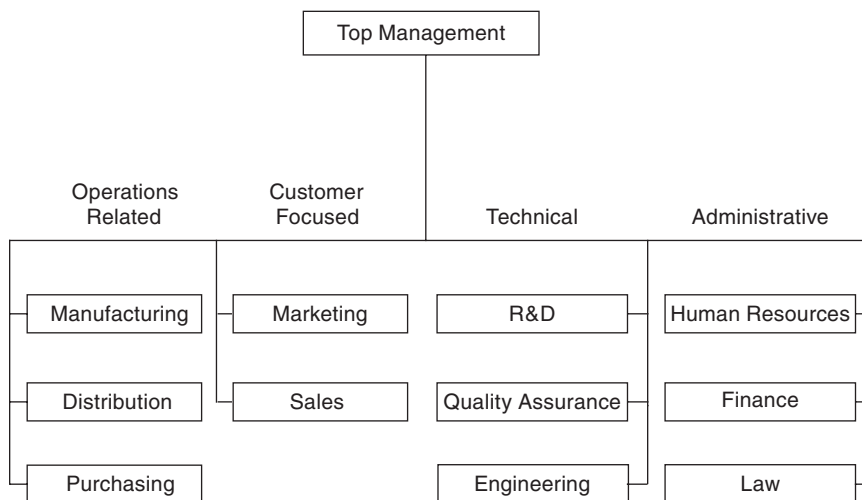 Top Management
Operations
Related
Customer
Focused
Technical
Administrative
Manufacturing
Marketing
R&D
Human Resources
Distribution
Sales
Quality Assurance
Finance
Purchasing
Engineering
Law